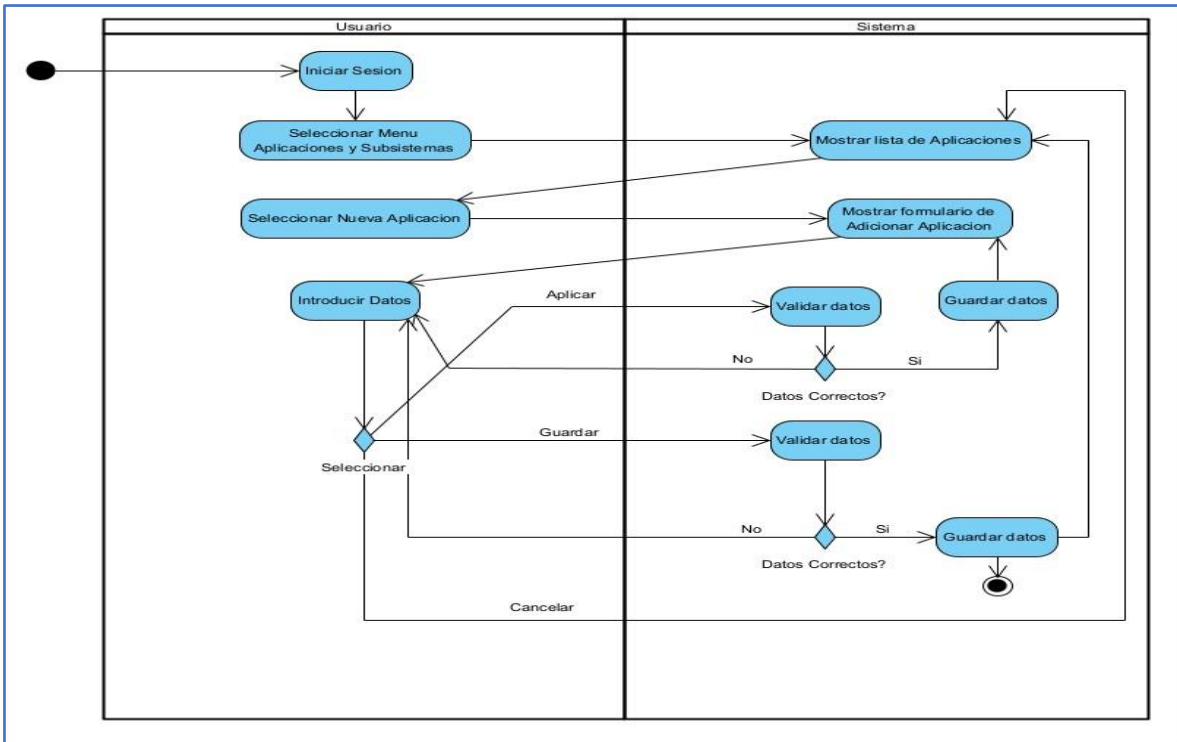 Usuario
Sistema
Iniciar Sesion
Seleccionar Menu
Aplicaciones y Subsistemas
Mostrar lista de Aplicaciones
Seleccionar Nueva Aplicacion
Mostrar formulario de
Adicionar Aplicacion
Introducir Datos
Aplicar
Validar datos
Guardar datos
No
Si
Datos Correctos?
Guardar
Validar datos
Seleccionar
No
Si
Guardar datos
Datos Correctos?
Cancelar